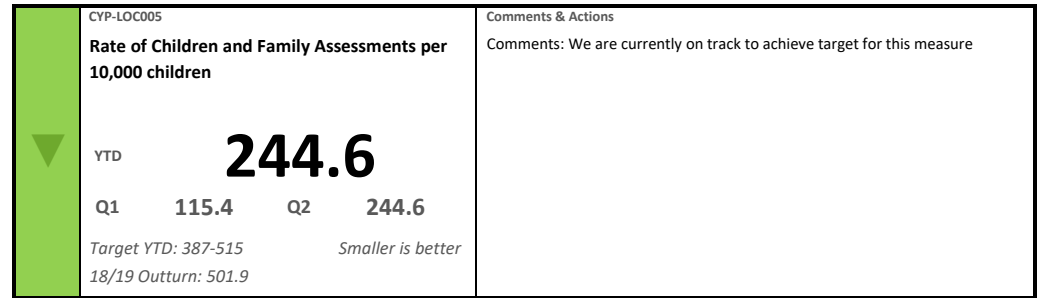 CYP-LOC005
Rate of Children and Family Assessments per
10,000 children
YTD 244.6
Q1 115.4 Q2 244.6
Target YTD: 387-515 Smaller is better
18/19 Outturn: 501.9
Comments & Actions
Comments: We are currently on track to achieve target for this measure